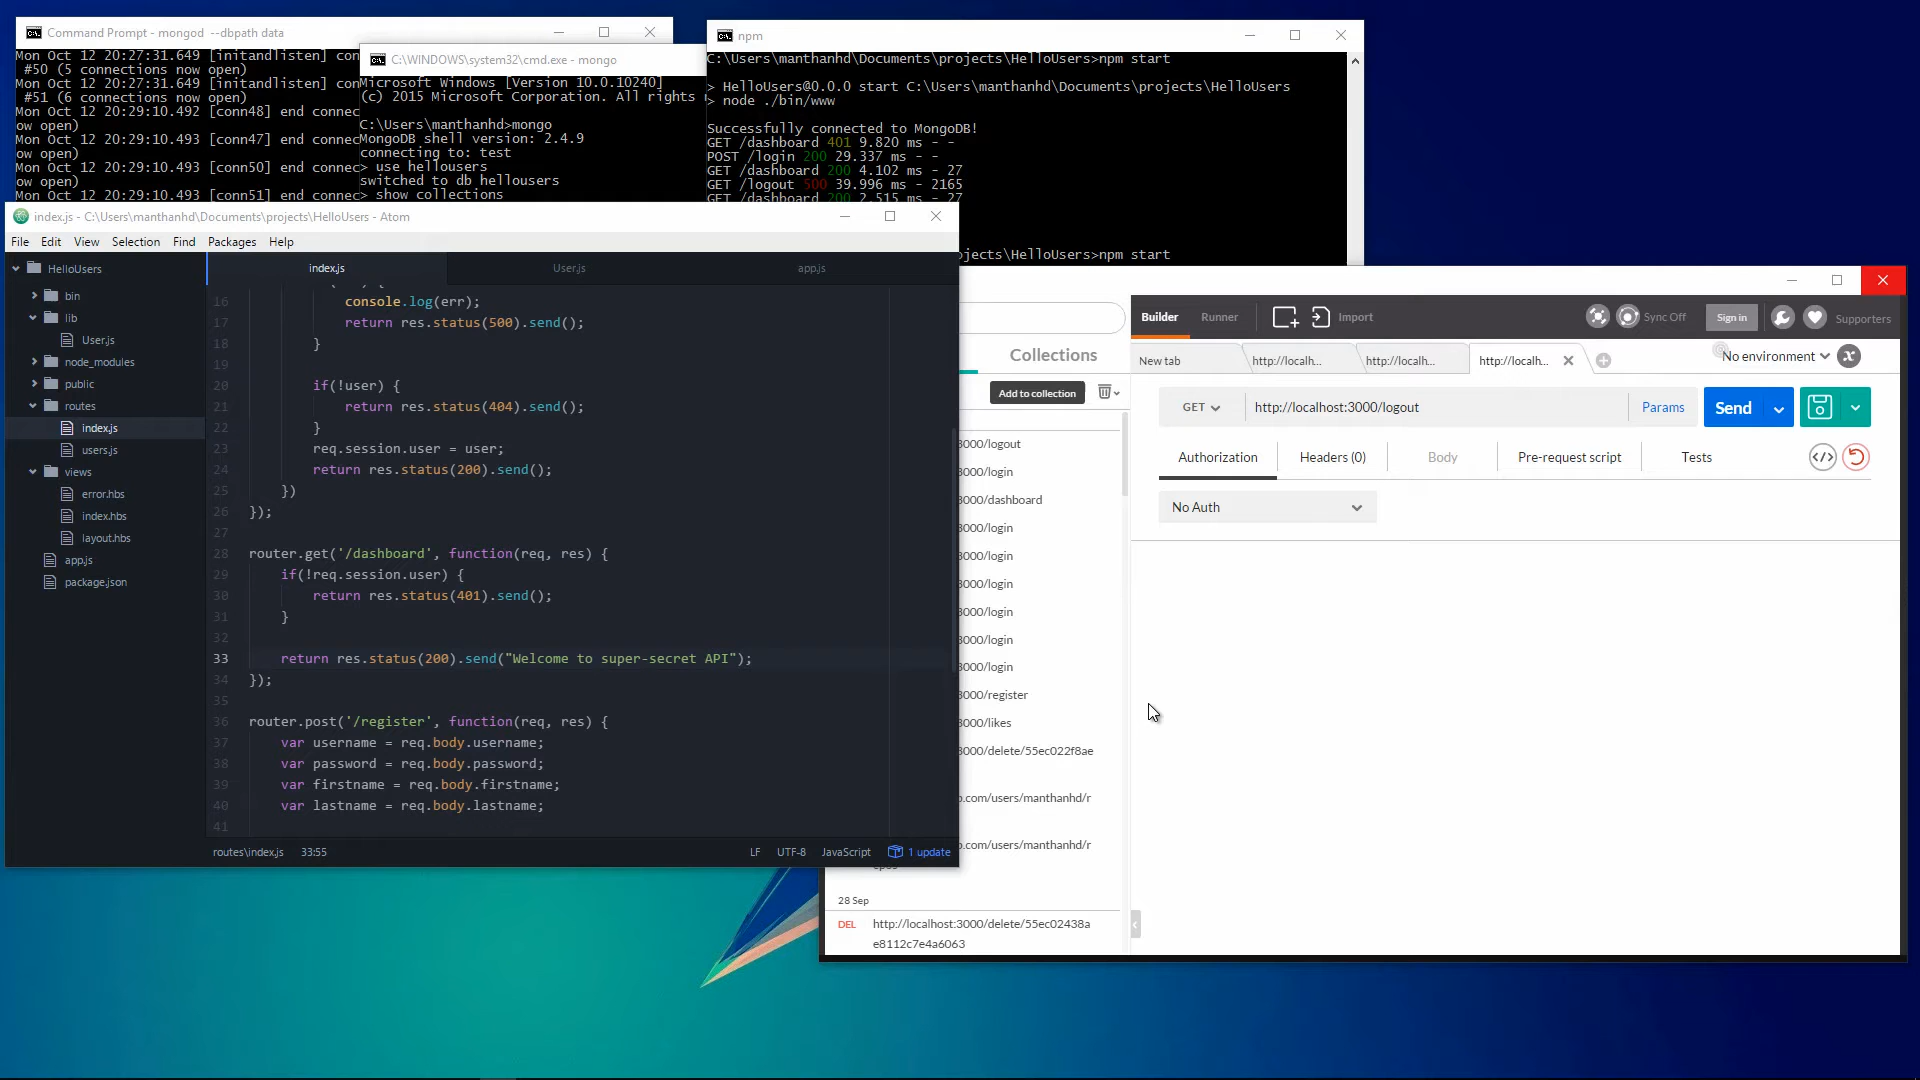 Command Prompt - mongod --dbpath data
Mon Oct 12 20:27:31.649 [initandlisten] con
#50 (5 connections now open)
Mon Oct 12 20:27:31.649 [initandlisten] con
#51 (6 connections now open)
Mon Oct 12 20:29:10.492 [conn48] end connec
ow open)
Mon Oct 12 20:29:10.493 [conn47] end connec
ow open)
Mon Oct 12 20:29:10.493 [conn50] end connec
ow open)
Mon Oct 12 20:29:10.493 [conn51] end connec
C:\WINDOWS\system32\cmd.exe - mongo
Microsoft Windows [Version 10.0.10240]
(c) 2015 Microsoft Corporation. All rights
C:\Users\manthanhd>mongo
MongoDB shell version: 2.4.9
connecting to: test
> use hellousers
switched to db hellousers
> show collections
npm
C:\Users\manthanhd\Documents\projects\HelloUsers>npm start
> HelloUsers@0.0.0 start C:\Users\manthanhd\Documents\projects\HelloUsers
> node ./bin/www
Successfully connected to MongoDB!
GET /dashboard 401 9.820 ms - -
POST /login 200 29.337 ms - -
GET /dashboard 200 4.102 ms - 27
GET /logout 500 39.996 ms - 2165
GET /dashboard 200 2.515 ms - 27
jects\HelloUsers>npm start
index.js - C:\Users\manthanhd\Documents\projects\HelloUsers - Atom
File Edit View Selection Find Packages Help
HelloUsers
bin
lib
User.js
node_modules
public
routes
index.js
users.js
views
error.hbs
index.hbs
layout.hbs
app.js
package.json
index.js User.js app.js
16 console.log(err);
17 return res.status(500).send();
18 }
19
20 if(!user) {
21 return res.status(404).send();
22 }
23 req.session.user = user;
24 return res.status(200).send();
25 })
26 });
27
28 router.get('/dashboard', function(req, res) {
29 if(!req.session.user) {
30 return res.status(401).send();
31 }
32
33 return res.status(200).send("Welcome to super-secret API");
34 });
35
36 router.post('/register', function(req, res) {
37 var username = req.body.username;
38 var password = req.body.password;
39 var firstname = req.body.firstname;
40 var lastname = req.body.lastname;
41
routes\index.js 33:55 LF UTF-8 JavaScript 1 update
Collections
Add to collection
3000/logout
3000/login
3000/dashboard
3000/login
3000/login
3000/login
3000/login
3000/login
3000/login
3000/register
3000/likes
3000/delete/55ec022f8ae
o.com/users/manthanhd/r
o.com/users/manthanhd/r
28 Sep
DEL http://localhost:3000/delete/55ec02438a
e8112c7e4a6063
Builder Runner Import Sync Off Sign in Supporters
New tab http://localh... http://localh... http://localh... No environment
GET http://localhost:3000/logout Params Send
Authorization Headers (0) Body Pre-request script Tests
No Auth